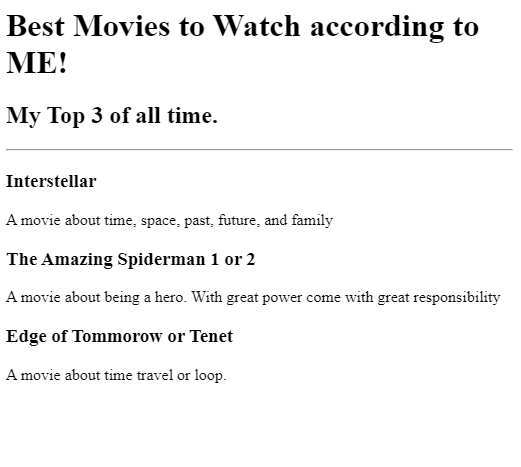 Best Movies to Watch according to
ME!
My Top 3 of all time.
Interstellar
A movie about time, space, past, future, and family
The Amazing Spiderman 1 or 2
A movie about being a hero. With great power come with great responsibility
Edge of Tommorow or Tenet
A movie about time travel or loop.